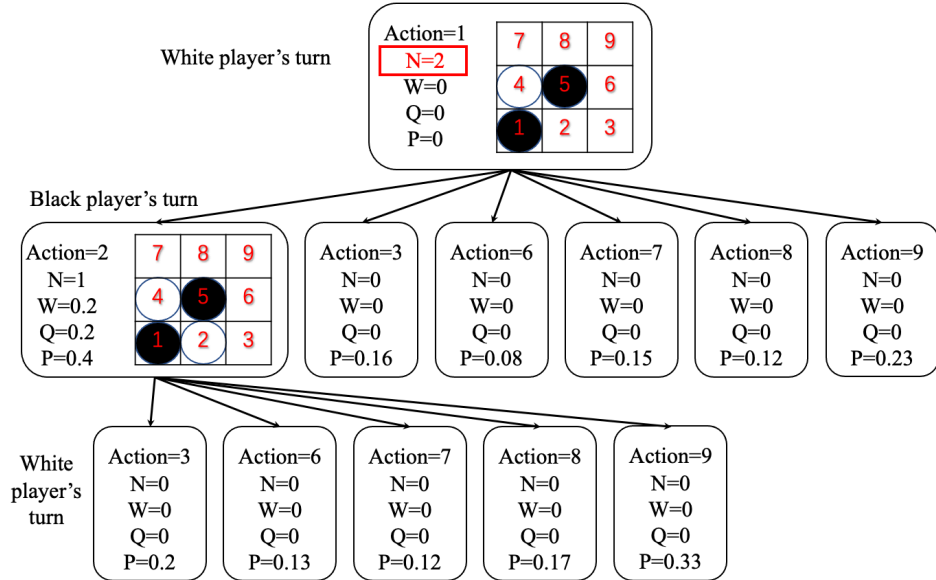 White player's turn
Action=1
N=2
W=0
Q=0
P=0
7 8 9
4 5 6
1 2 3
Black player's turn
Action=2
N=1
W=0.2
Q=0.2
P=0.4
7 8 9
4 5 6
1 2 3
Action=3
N=0
W=0
Q=0
P=0.16
Action=6
N=0
W=0
Q=0
P=0.08
Action=7
N=0
W=0
Q=0
P=0.15
Action=8
N=0
W=0
Q=0
P=0.12
Action=9
N=0
W=0
Q=0
P=0.23
White
player's
turn
Action=3
N=0
W=0
Q=0
P=0.2
Action=6
N=0
W=0
Q=0
P=0.13
Action=7
N=0
W=0
Q=0
P=0.12
Action=8
N=0
W=0
Q=0
P=0.17
Action=9
N=0
W=0
Q=0
P=0.33